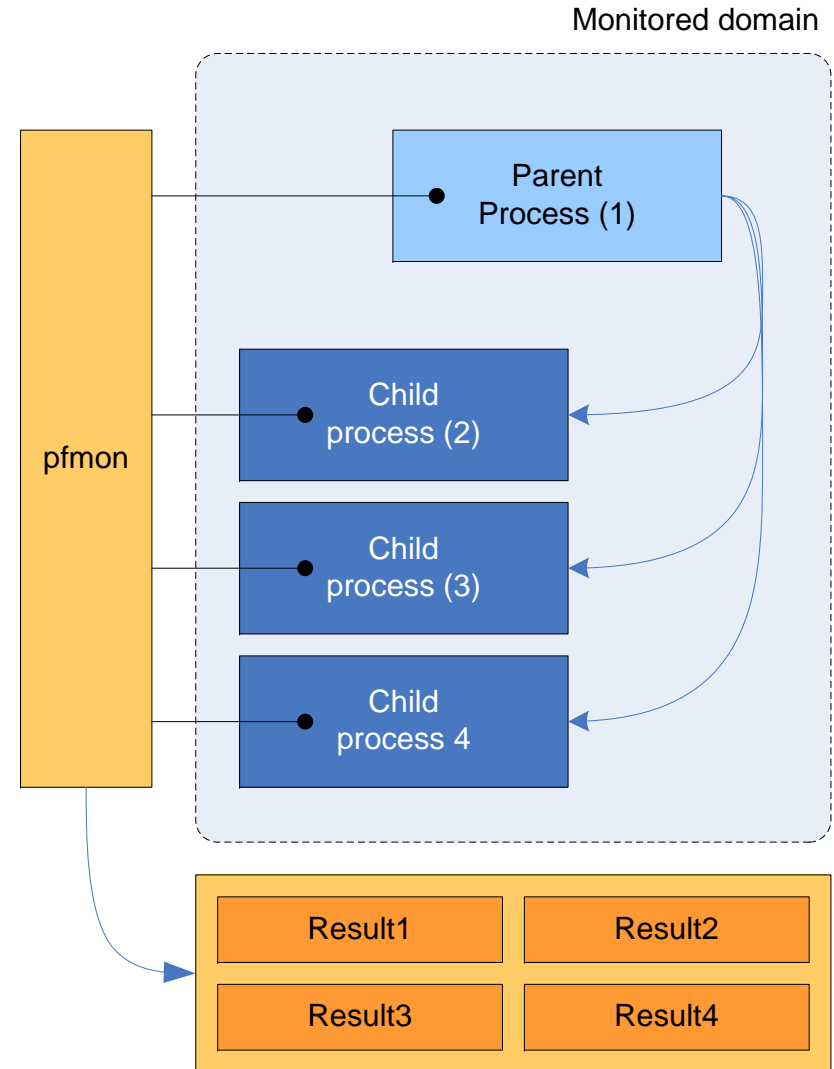 Monitored domain
Parent
Process (1)
pfmon
Child
process (2)
Child
process (3)
Child
process 4
Result1
Result2
Result3
Result4